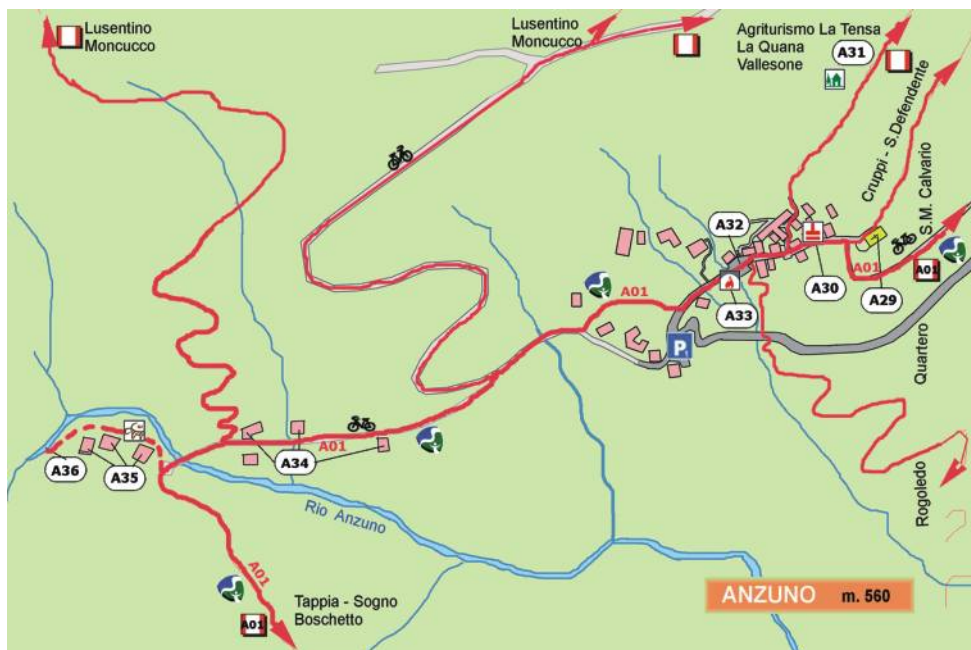 Lusentino
Moncucco
Lusentino
Moncucco
Agriturismo La Tensa
La Quana
Vallesone
A31
Cruppi - S.Defendente
S.M. Calvario
A32
A01
A01
A01
A33
A30
A29
P
Quartero
A01
A34
A36
A35
Rogoledo
Rio Anzuno
A01
Tappia - Sogno
Boschetto
A01
ANZUNO m. 560